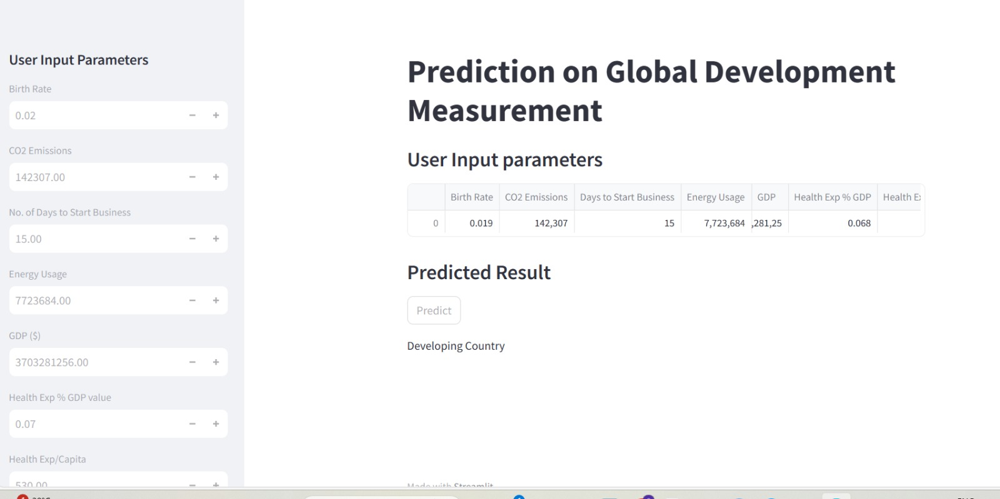 User Input Parameters
Birth Rate
0.02
CO2 Emissions
142307.00
No. of Days to Start Business
15.00
Energy Usage
7723684.00
GDP ($)
3703281256.00
Health Exp % GDP value
0.07
Health Exp/Capita
530.00
Prediction on Global Development
Measurement
User Input parameters
Birth Rate CO2 Emissions Days to Start Business Energy Usage GDP Health Exp % GDP Health E
0 0.019 142,307 15 7,723,684 ,281,25 0.068
Predicted Result
Predict
Developing Country
Made with Streamlit